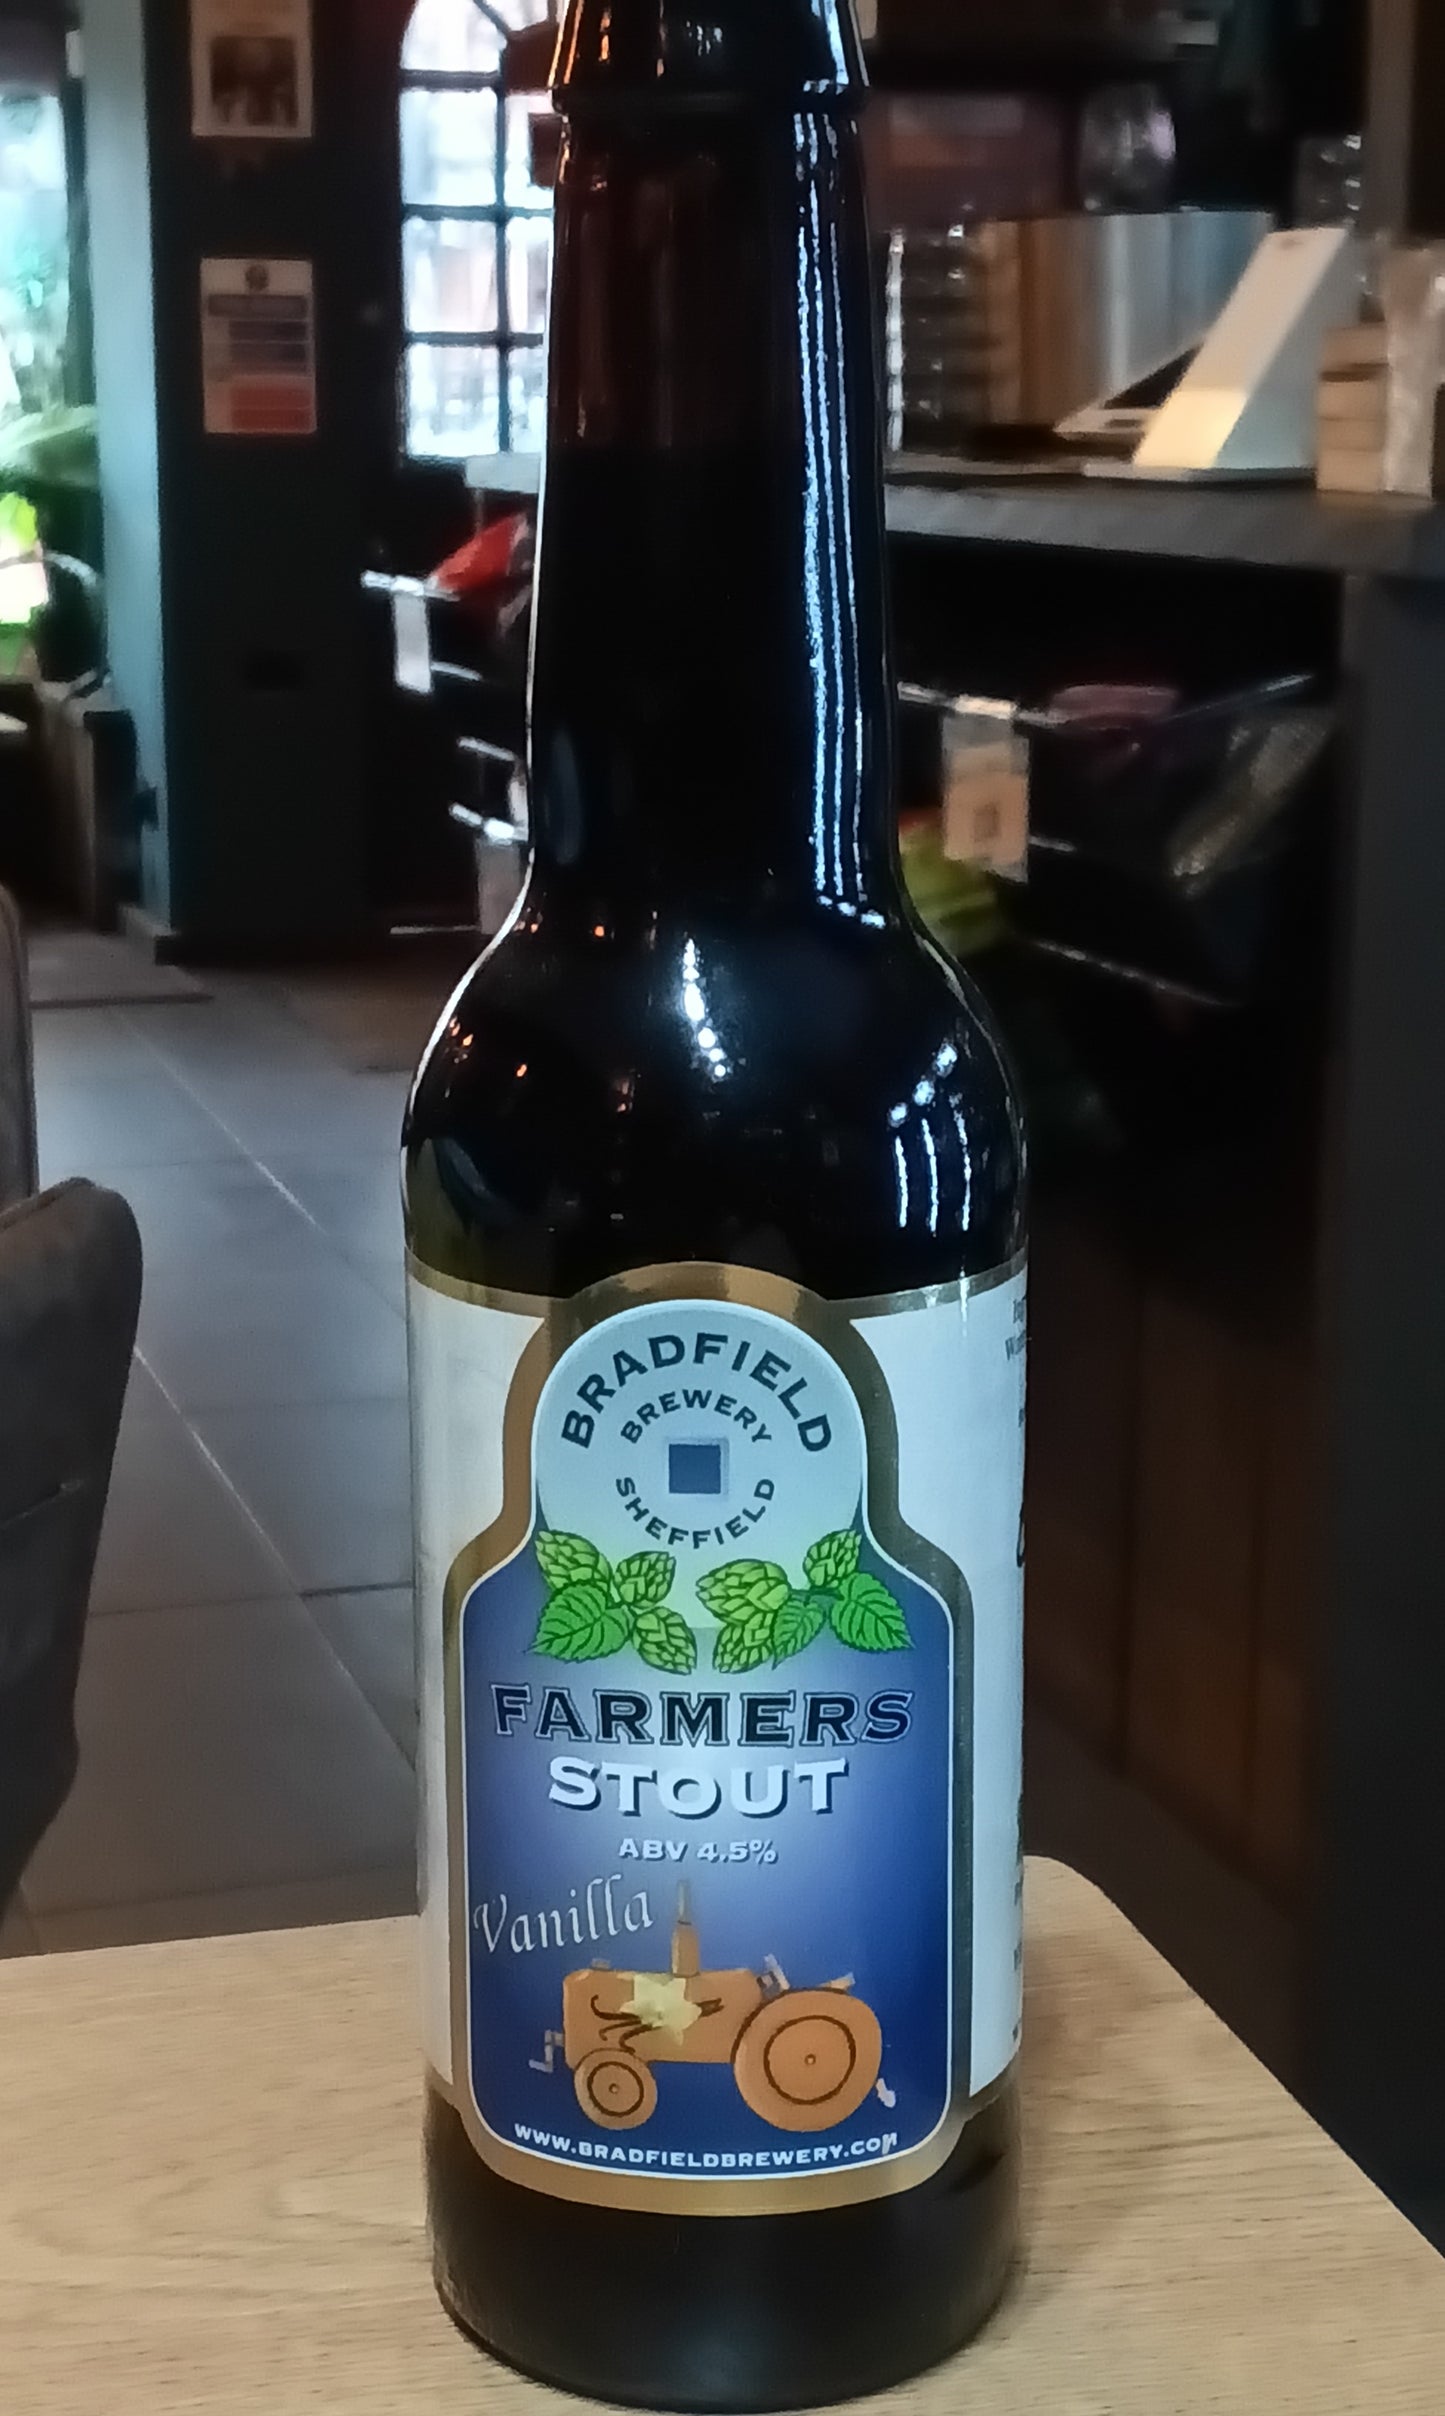 BRADFIELD
BREWERY
SHEFFIELD
FARMERS
STOUT
ABV 4.5%
Vanilla
WWW.BRADFIELDBREWERY.COM